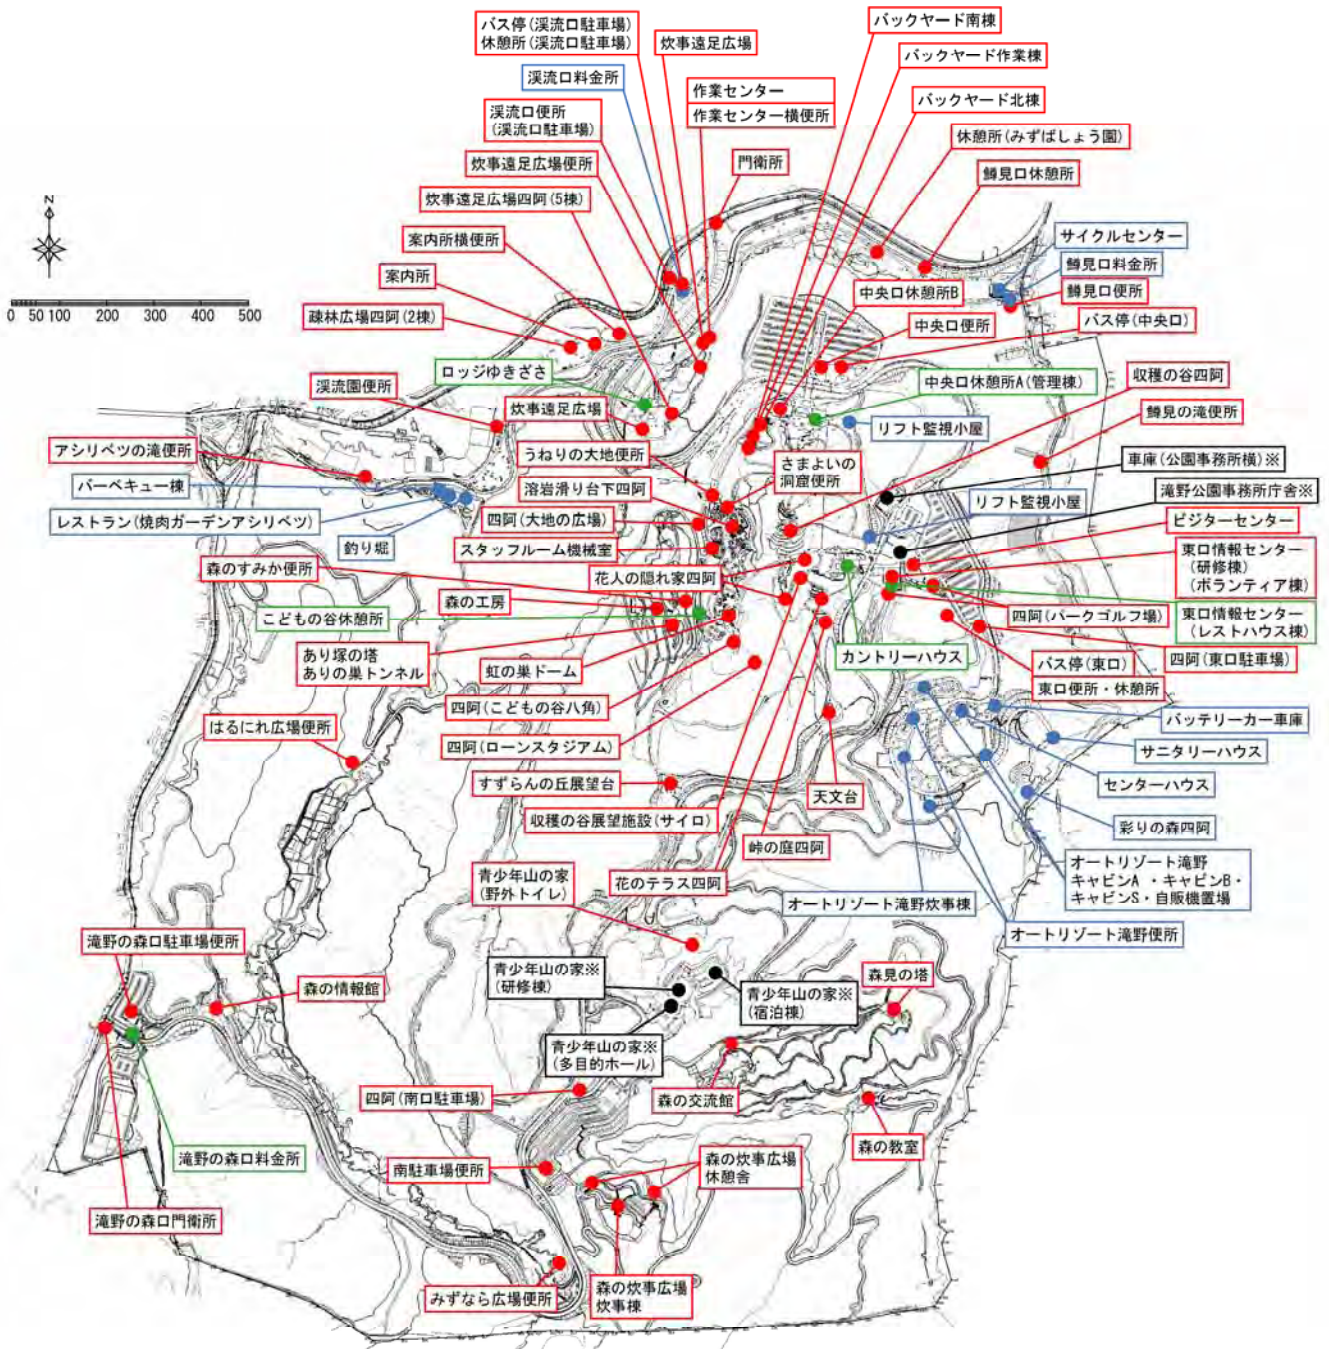 バス停(渓流口駐車場)
休憩所(渓流口駐車場)
炊事遠足広場
バックヤード南棟
バックヤード作業棟
渓流口料金所
作業センター
作業センター横便所
バックヤード北棟
渓流口便所
(渓流口駐車場)
休憩所(みずばしょう園)
炊事遠足広場便所
門衛所
鱒見口休憩所
炊事遠足広場四阿(5棟)
N
案内所横便所
サイクルセンター
案内所
鱒見口料金所
中央口休憩所B
鱒見口便所
0 50 100 200 300 400 500
疎林広場四阿(2棟)
中央口便所
バス停(中央口)
ロッジゆきざさ
渓流園便所
中央口休憩所A(管理棟)
収穫の谷四阿
炊事遠足広場
鱒見の滝便所
リフト監視小屋
アシリベツの滝便所
うねりの大地便所
さまよいの
洞窟便所
車庫(公園事務所横)※
バーベキュー棟
溶岩滑り台下四阿
リフト監視小屋
滝野公園事務所庁舎※
レストラン(焼肉ガーデンアシリベツ)
四阿(大地の広場)
ビジターセンター
釣り堀
スタッフルーム機械室
東口情報センター
(研修棟)
(ボランティア棟)
森のすみか便所
花人の隠れ家四阿
森の工房
こどもの谷休憩所
四阿(パークゴルフ場)
東口情報センター
(レストハウス棟)
あり塚の塔
ありの巣トンネル
虹の巣ドーム
カントリーハウス
バス停(東口)
四阿(東口駐車場)
東口便所・休憩所
四阿(こどもの谷八角)
バッテリーカー車庫
はるにれ広場便所
四阿(ローンスタジアム)
サニタリーハウス
すずらんの丘展望台
天文台
センターハウス
収穫の谷展望施設(サイロ)
彩りの森四阿
峠の庭四阿
オートリゾート滝野
キャビンA ・キャビンB・
キャビンS・自販機置場
青少年山の家
(野外トイレ)
花のテラス四阿
オートリゾート滝野炊事棟
オートリゾート滝野便所
滝野の森口駐車場便所
青少年山の家※
(研修棟)
森見の塔
森の情報館
青少年山の家※
(宿泊棟)
青少年山の家※
(多目的ホール)
四阿(南口駐車場)
森の交流館
森の教室
滝野の森口料金所
南駐車場便所
森の炊事広場
休憩舎
滝野の森口門衛所
みずなら広場便所
森の炊事広場
炊事棟